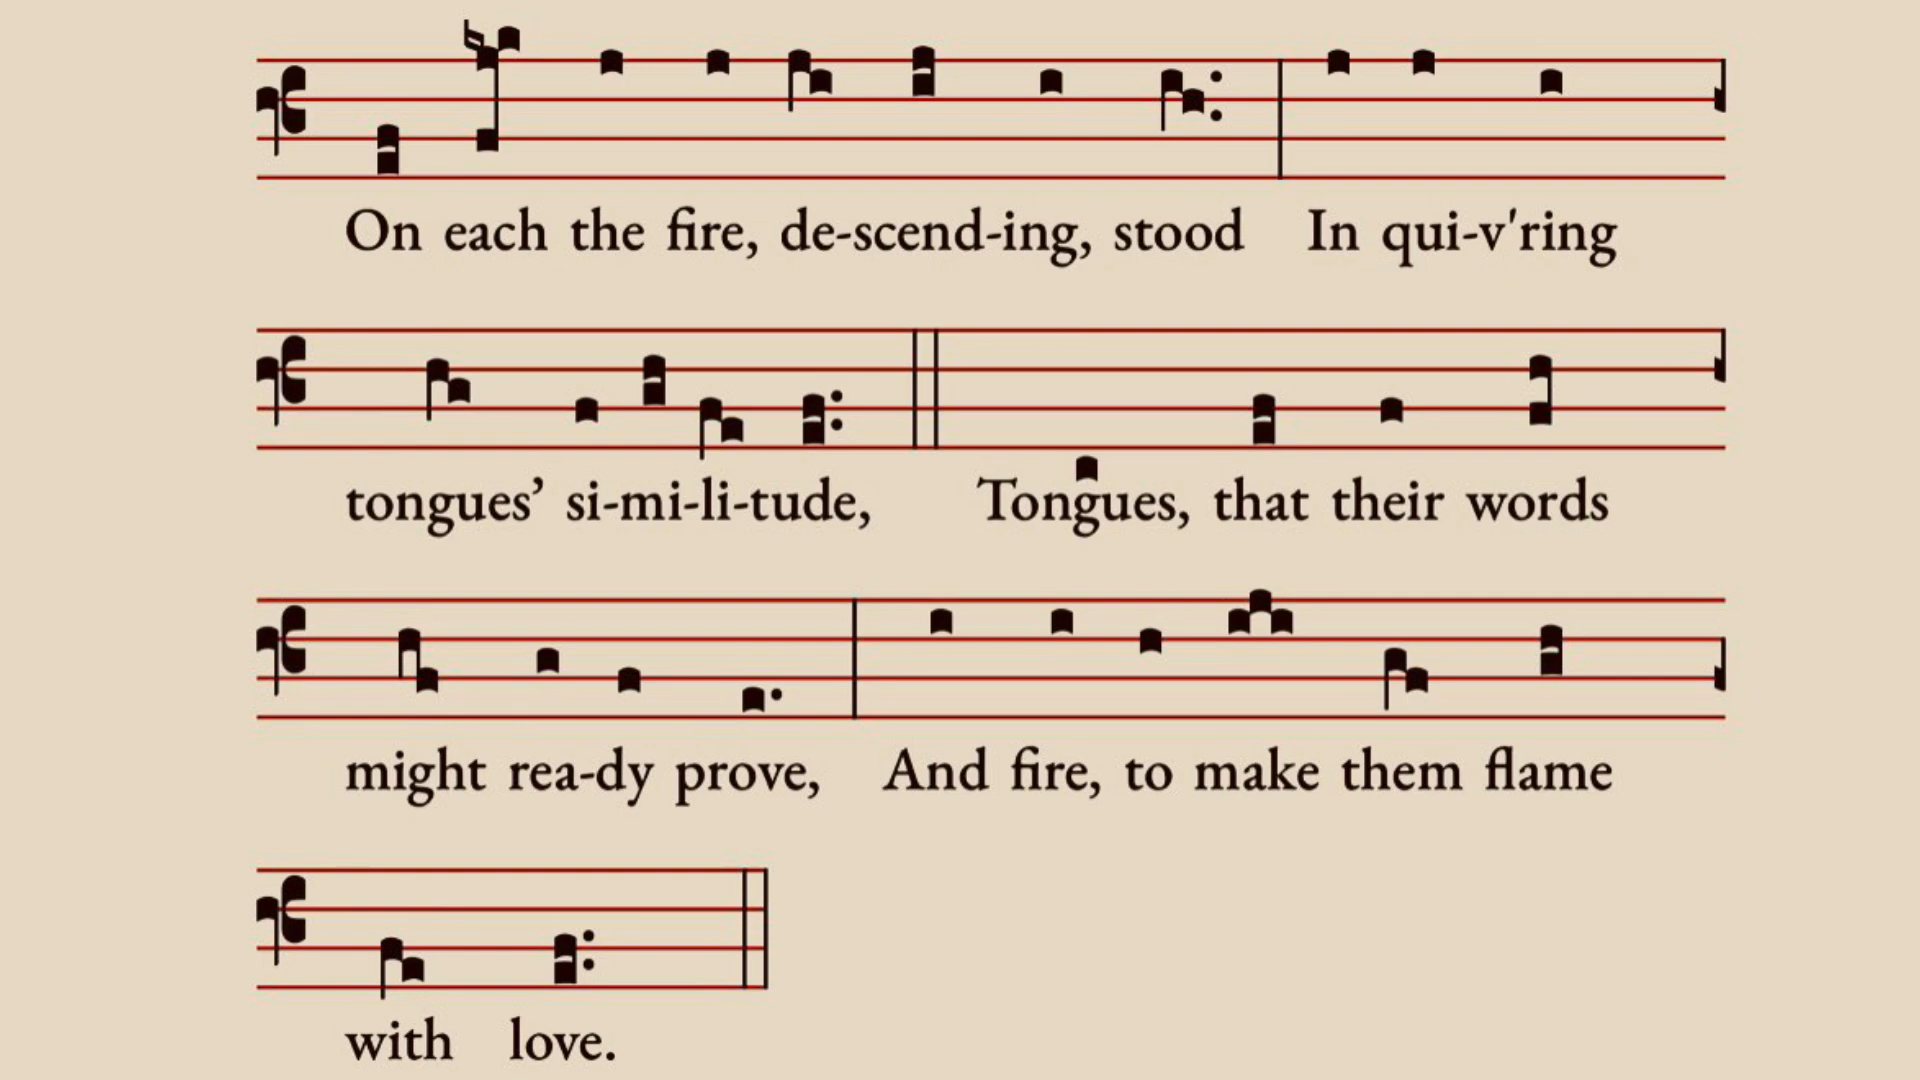 On each the fire, de-scend-ing, stood In qui-v'ring
tongues’ si-mi-li-tude, Tongues, that their words
might rea-dy prove, And fire, to make them flame
with love.